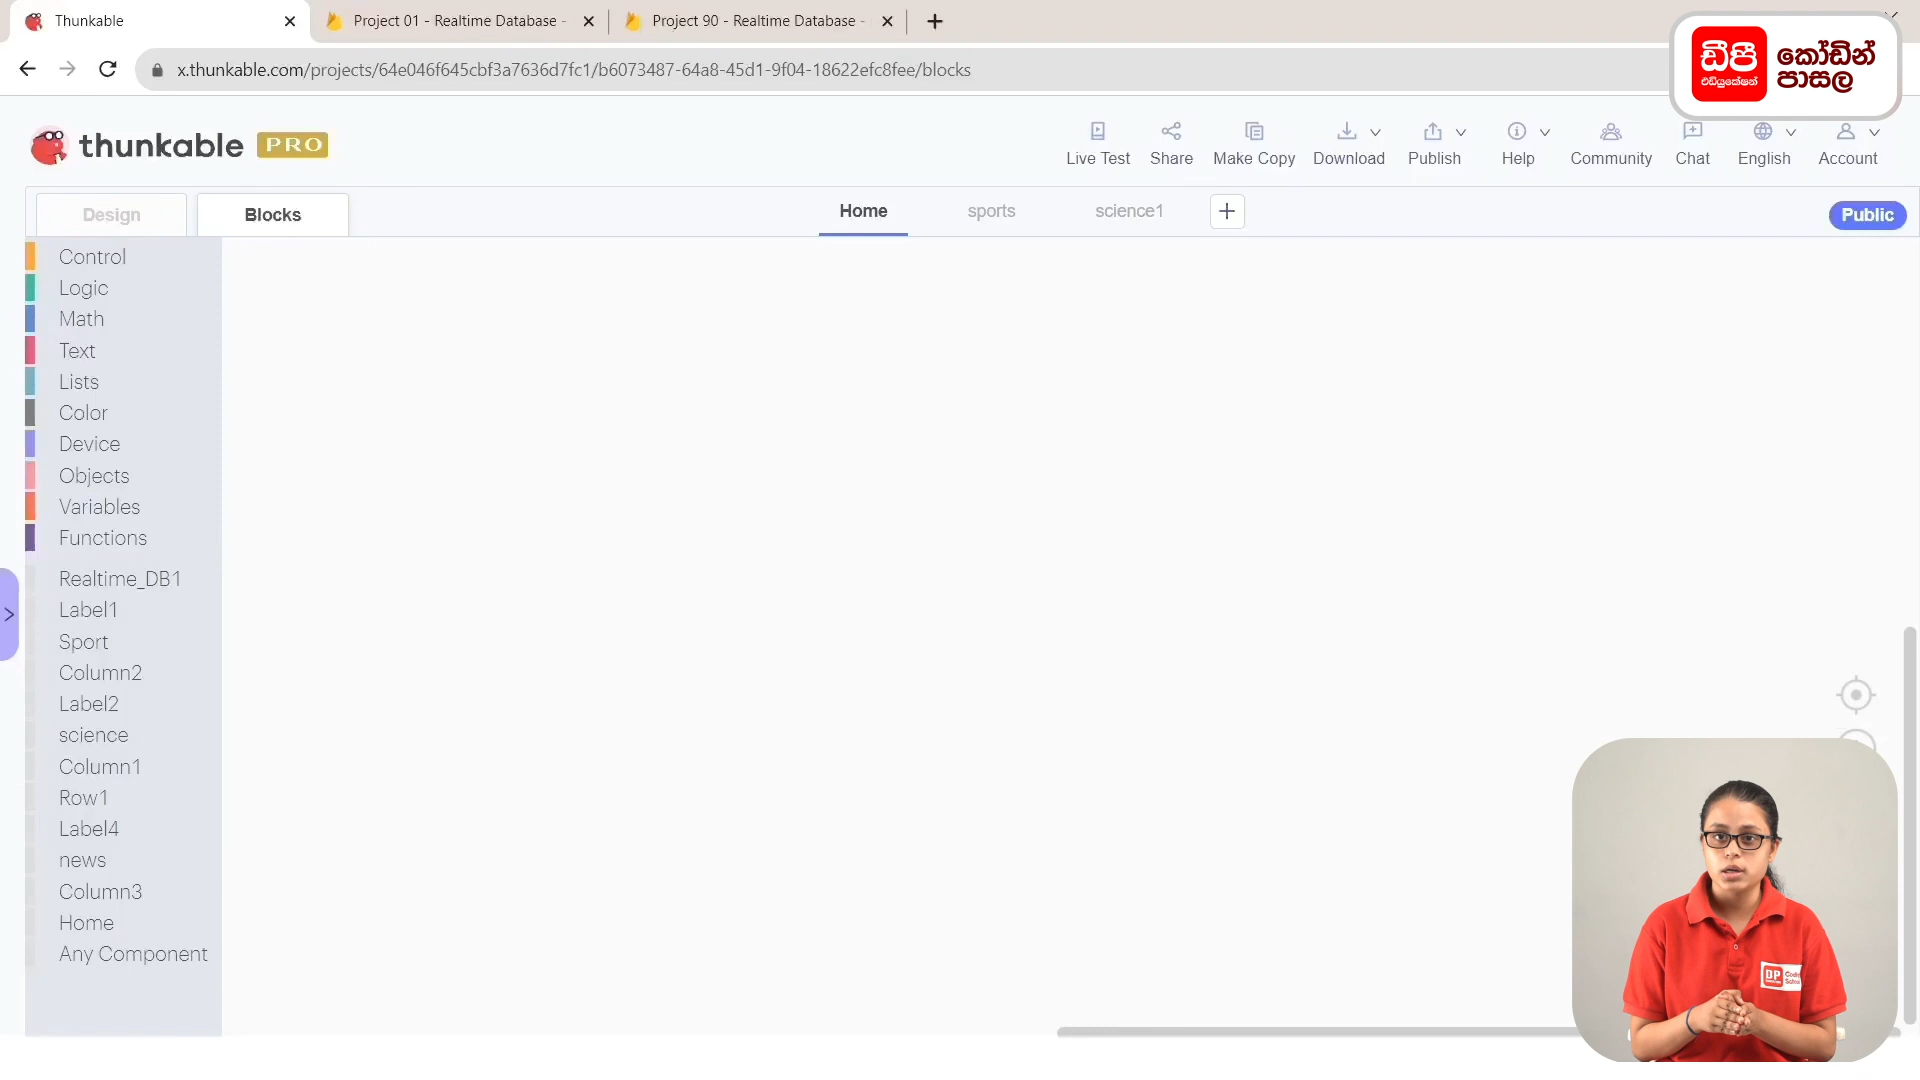 Thunkable
Project 01 - Realtime Database -
Project 90 - Realtime Database -
x.thunkable.com/projects/64e046f645cbf3a7636d7fc1/b6073487-64a8-45d1-9f04-18622efc8fee/blocks
ඩීපී
එඩියුකේෂන්
කෝඩින්
පාසල
thunkable PRO
Live Test
Share
Make Copy
Download
Publish
Help
Community
Chat
English
Account
Design
Blocks
Home
sports
science1
Public
Control
Logic
Math
Text
Lists
Color
Device
Objects
Variables
Functions
Realtime_DB1
Label1
Sport
Column2
Label2
science
Column1
Row1
Label4
news
Column3
Home
Any Component
DP